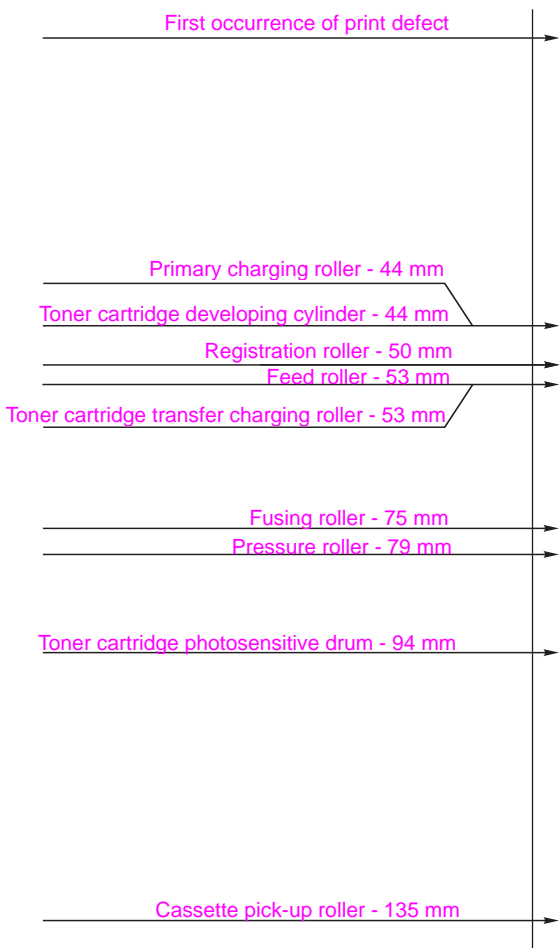 First occurrence of print defect
Primary charging roller - 44 mm
Toner cartridge developing cylinder - 44 mm
Registration roller - 50 mm
Feed roller - 53 mm
Toner cartridge transfer charging roller - 53 mm
Fusing roller - 75 mm
Pressure roller - 79 mm
Toner cartridge photosensitive drum - 94 mm
Cassette pick-up roller - 135 mm